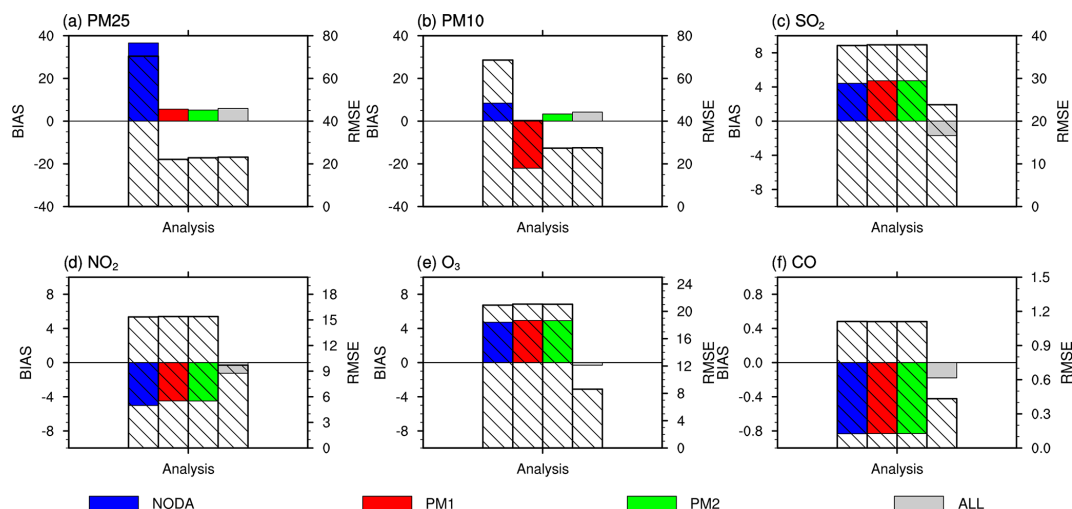 (a) PM25
(b) PM10
(c) SO₂
40
20
0
-20
-40
BIAS
80
60
40
20
0
RMSE
Analysis
40
20
0
-20
-40
BIAS
80
60
40
20
0
RMSE
Analysis
8
4
0
-4
-8
BIAS
40
30
20
10
0
RMSE
Analysis
(d) NO₂
(e) O₃
(f) CO
8
4
0
-4
-8
BIAS
18
15
12
9
6
3
0
RMSE
Analysis
8
4
0
-4
-8
BIAS
24
20
16
12
8
4
0
RMSE
Analysis
0.8
0.4
0.0
-0.4
-0.8
BIAS
1.5
1.2
0.9
0.6
0.3
0.0
RMSE
Analysis
NODA
PM1
PM2
ALL